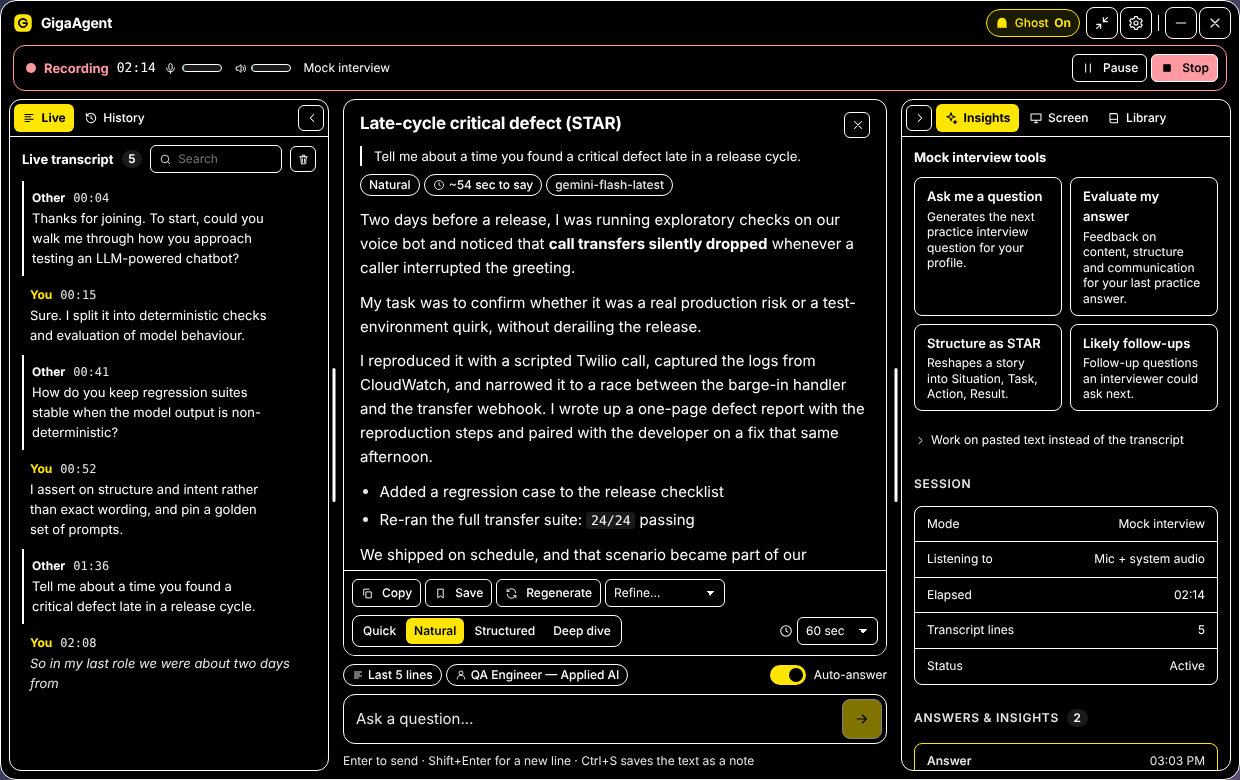 G GigaAgent
Ghost On
Recording 02:14 Mock interview
Pause
Stop
Live
History
Live transcript 5
Search
Other 00:04
Thanks for joining. To start, could you
walk me through how you approach
testing an LLM-powered chatbot?
You 00:15
Sure. I split it into deterministic checks
and evaluation of model behaviour.
Other 00:41
How do you keep regression suites
stable when the model output is non-
deterministic?
You 00:52
I assert on structure and intent rather
than exact wording, and pin a golden
set of prompts.
Other 01:36
Tell me about a time you found a
critical defect late in a release cycle.
You 02:08
So in my last role we were about two days
from
Late-cycle critical defect (STAR)
Tell me about a time you found a critical defect late in a release cycle.
Natural
~54 sec to say
gemini-flash-latest
Two days before a release, I was running exploratory checks on our
voice bot and noticed that call transfers silently dropped whenever a
caller interrupted the greeting.
My task was to confirm whether it was a real production risk or a test-
environment quirk, without derailing the release.
I reproduced it with a scripted Twilio call, captured the logs from
CloudWatch, and narrowed it to a race between the barge-in handler
and the transfer webhook. I wrote up a one-page defect report with the
reproduction steps and paired with the developer on a fix that same
afternoon.
• Added a regression case to the release checklist
• Re-ran the full transfer suite: 24/24 passing
We shipped on schedule, and that scenario became part of our
Copy
Save
Regenerate
Refine...
Quick
Natural
Structured
Deep dive
60 sec
Last 5 lines
QA Engineer — Applied AI
Auto-answer
Ask a question...
Enter to send · Shift+Enter for a new line · Ctrl+S saves the text as a note
Insights
Screen
Library
Mock interview tools
Ask me a question
Generates the next
practice interview
question for your
profile.
Evaluate my
answer
Feedback on
content, structure
and communication
for your last practice
answer.
Structure as STAR
Reshapes a story
into Situation, Task,
Action, Result.
Likely follow-ups
Follow-up questions
an interviewer could
ask next.
Work on pasted text instead of the transcript
SESSION
Mode Mock interview
Listening to Mic + system audio
Elapsed 02:14
Transcript lines 5
Status Active
ANSWERS & INSIGHTS 2
Answer 03:03 PM